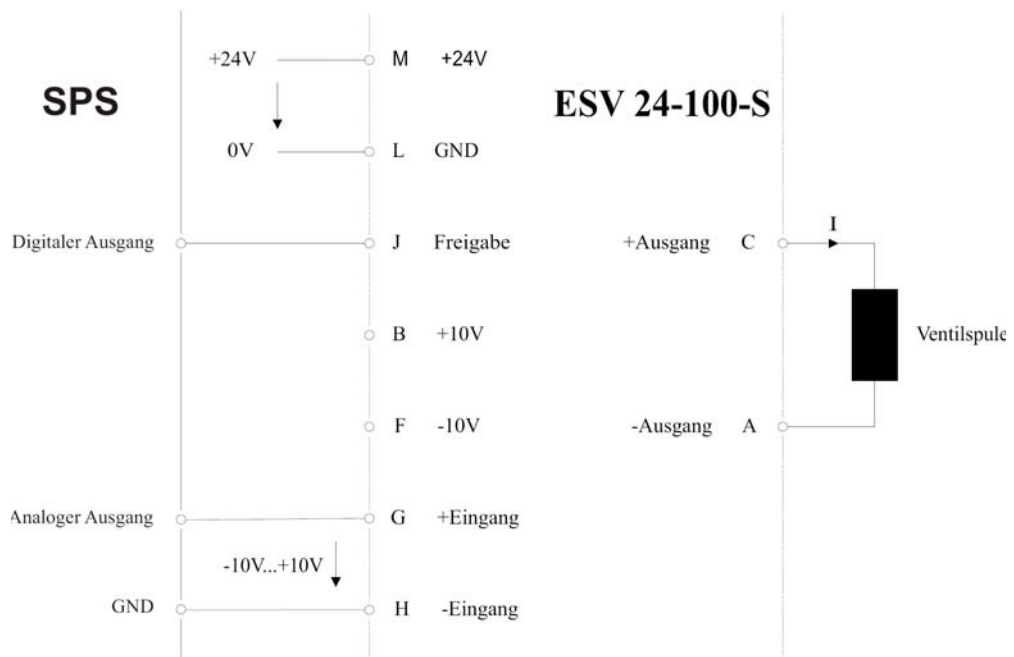 +24V M +24V
SPS
ESV 24-100-S
0V L GND
Digitaler Ausgang J Freigabe
+Ausgang C I
B +10V
Ventilspule
F -10V
-Ausgang A
Analoger Ausgang G +Eingang
-10V...+10V
GND H -Eingang